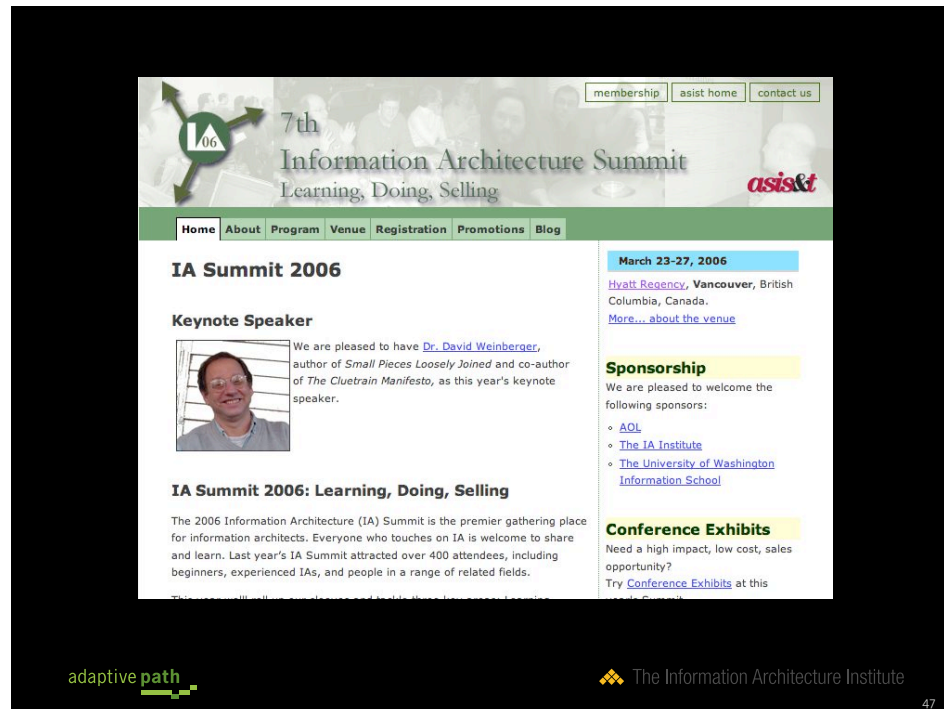 membership asist home contact us
IA 06
7th
Information Architecture Summit
Learning, Doing, Selling
asis&t
Home About Program Venue Registration Promotions Blog
IA Summit 2006
Keynote Speaker
We are pleased to have Dr. David Weinberger,
author of Small Pieces Loosely Joined and co-author
of The Cluetrain Manifesto, as this year's keynote
speaker.
IA Summit 2006: Learning, Doing, Selling
The 2006 Information Architecture (IA) Summit is the premier gathering place
for information architects. Everyone who touches on IA is welcome to share
and learn. Last year's IA Summit attracted over 400 attendees, including
beginners, experienced IAs, and people in a range of related fields.
March 23-27, 2006
Hyatt Regency, Vancouver, British
Columbia, Canada.
More... about the venue
Sponsorship
We are pleased to welcome the
following sponsors:
AOL
The IA Institute
The University of Washington
Information School
Conference Exhibits
Need a high impact, low cost, sales
opportunity?
Try Conference Exhibits at this
adaptive path
The Information Architecture Institute
47